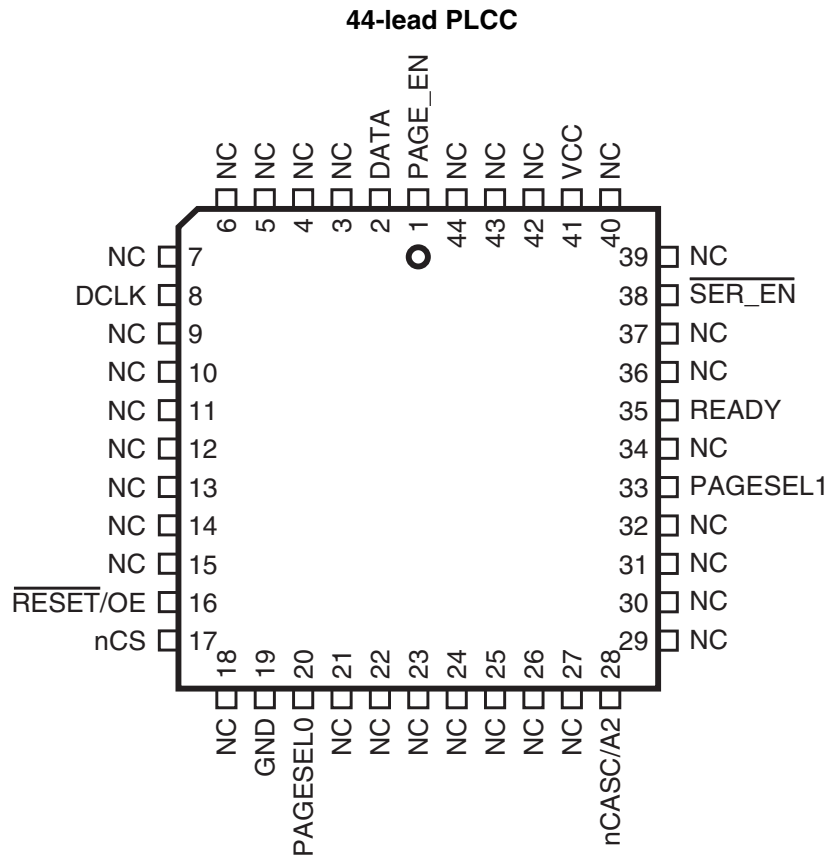 44-lead PLCC
NC
NC
NC
NC
DATA
PAGE_EN
NC
NC
NC
VCC
NC
6
5
4
3
2
1
44
43
42
41
40
NC 7
DCLK 8
NC 9
NC 10
NC 11
NC 12
NC 13
NC 14
NC 15
RESET/OE 16
nCS 17
39 NC
38 SER_EN
37 NC
36 NC
35 READY
34 NC
33 PAGESEL1
32 NC
31 NC
30 NC
29 NC
18
19
20
21
22
23
24
25
26
27
28
NC
GND
PAGESEL0
NC
NC
NC
NC
NC
NC
NC
nCASC/A2